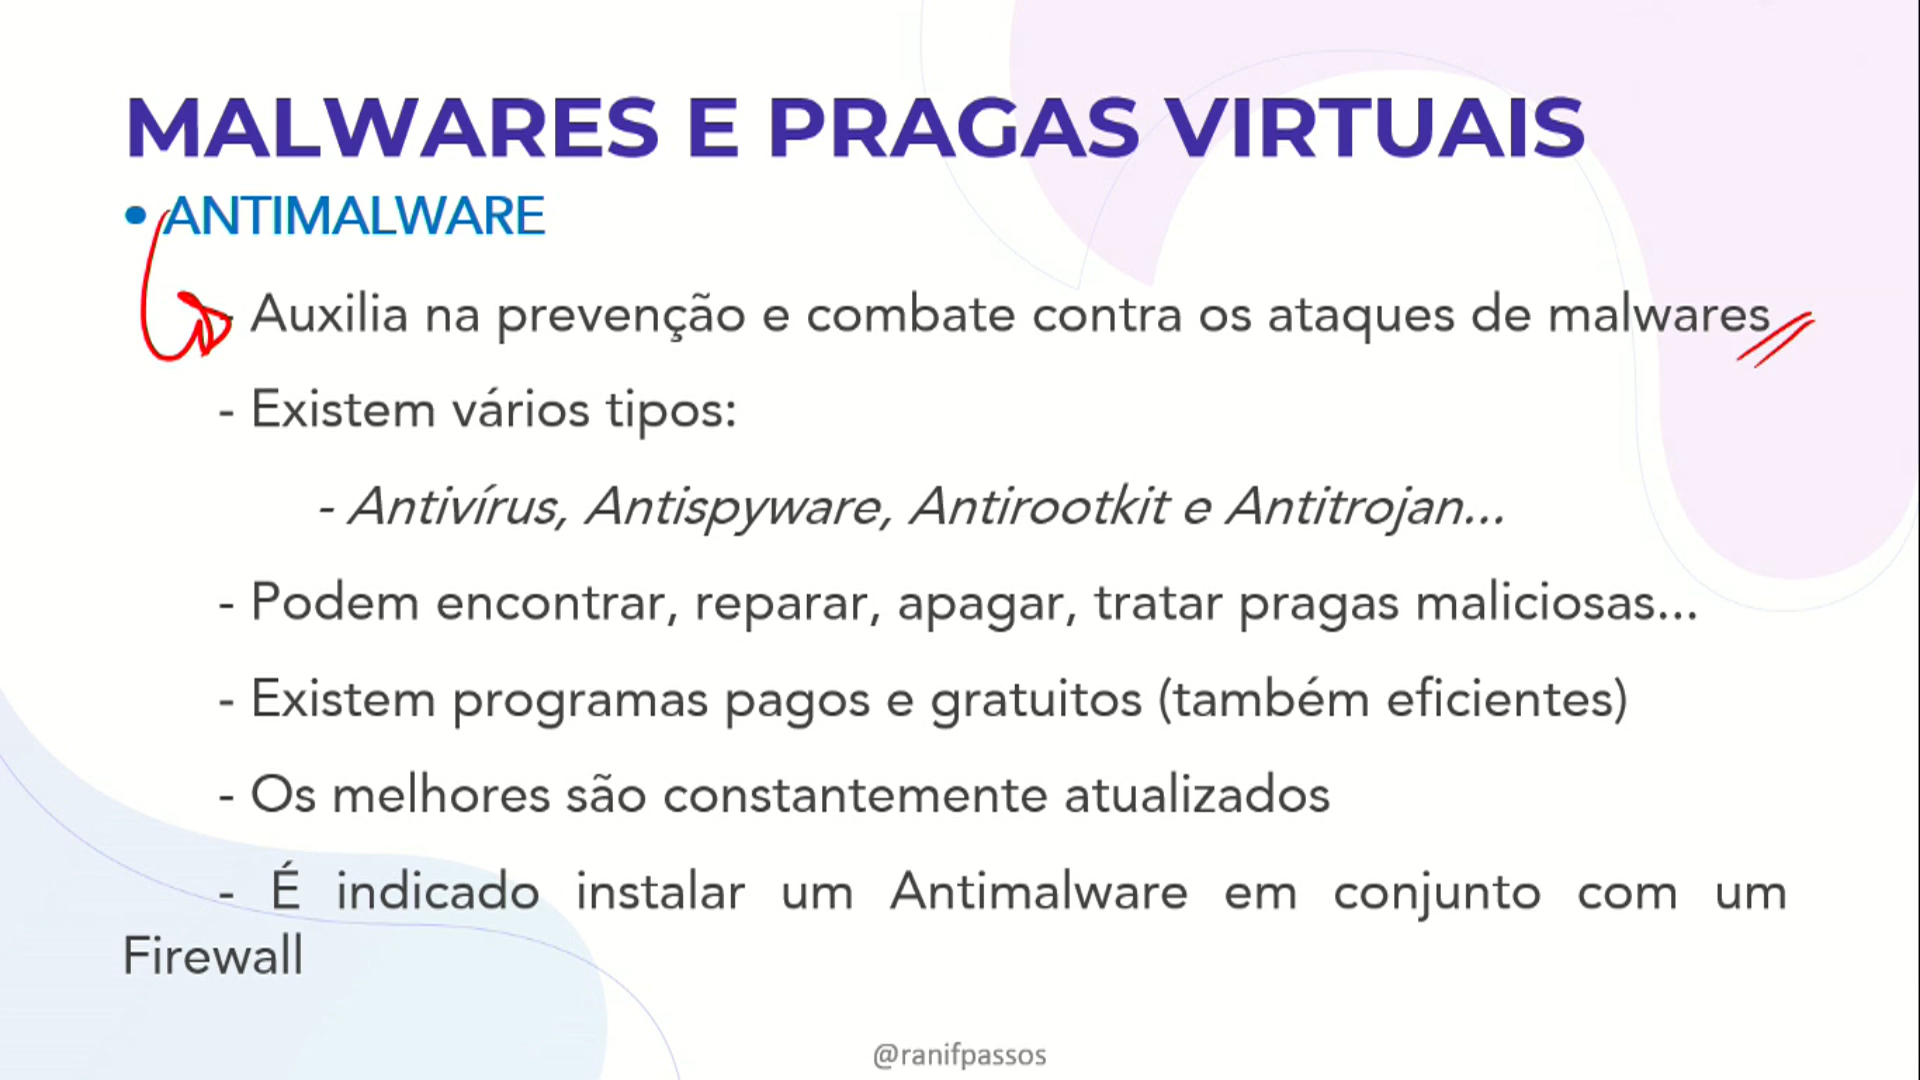 MALWARES E PRAGAS VIRTUAIS
• ANTIMALWARE
- Auxilia na prevenção e combate contra os ataques de malwares
- Existem vários tipos:
- Antivírus, Antispyware, Antirootkit e Antitrojan...
- Podem encontrar, reparar, apagar, tratar pragas maliciosas...
- Existem programas pagos e gratuitos (também eficientes)
- Os melhores são constantemente atualizados
- É indicado instalar um Antimalware em conjunto com um
Firewall
@ranifpassos